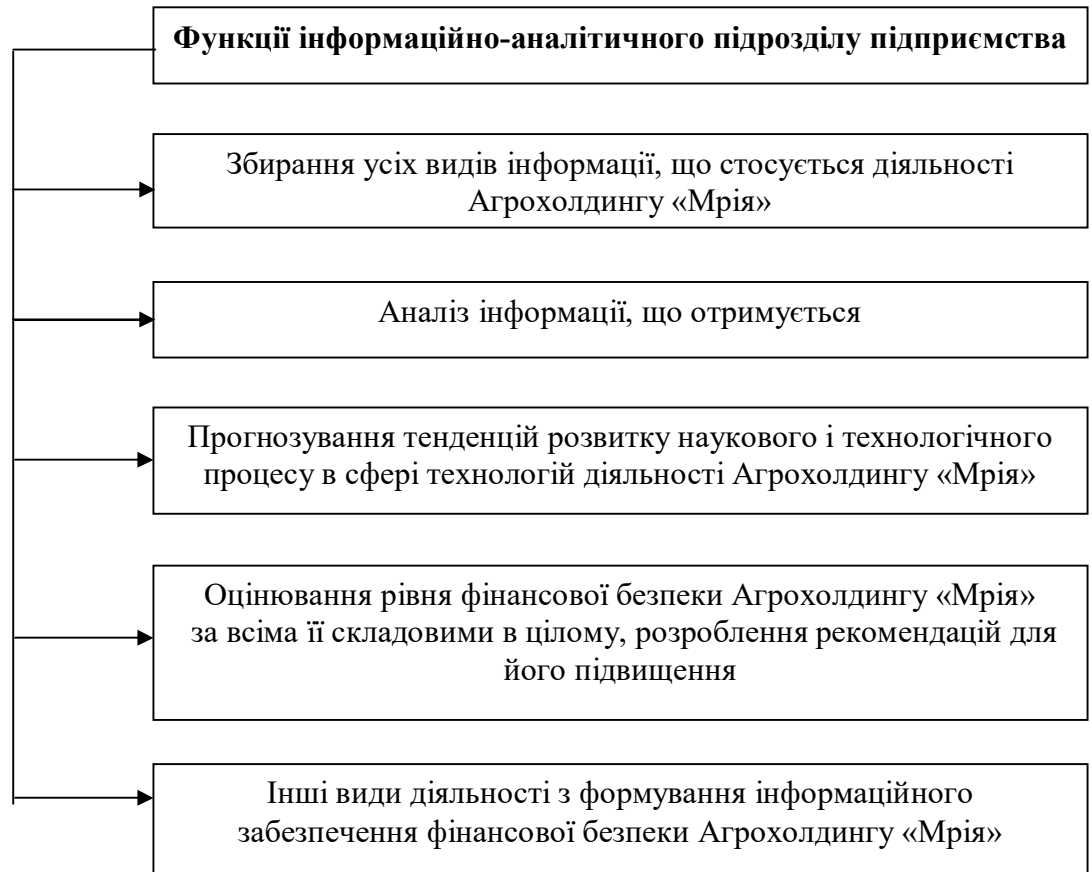 Функції інформаційно-аналітичного підрозділу підприємства
Збирання усіх видів інформації, що стосується діяльності
Агрохолдингу «Мрія»
Аналіз інформації, що отримується
Прогнозування тенденцій розвитку наукового і технологічного
процесу в сфері технологій діяльності Агрохолдингу «Мрія»
Оцінювання рівня фінансової безпеки Агрохолдингу «Мрія»
за всіма її складовими в цілому, розроблення рекомендацій для
його підвищення
Інші види діяльності з формування інформаційного
забезпечення фінансової безпеки Агрохолдингу «Мрія»